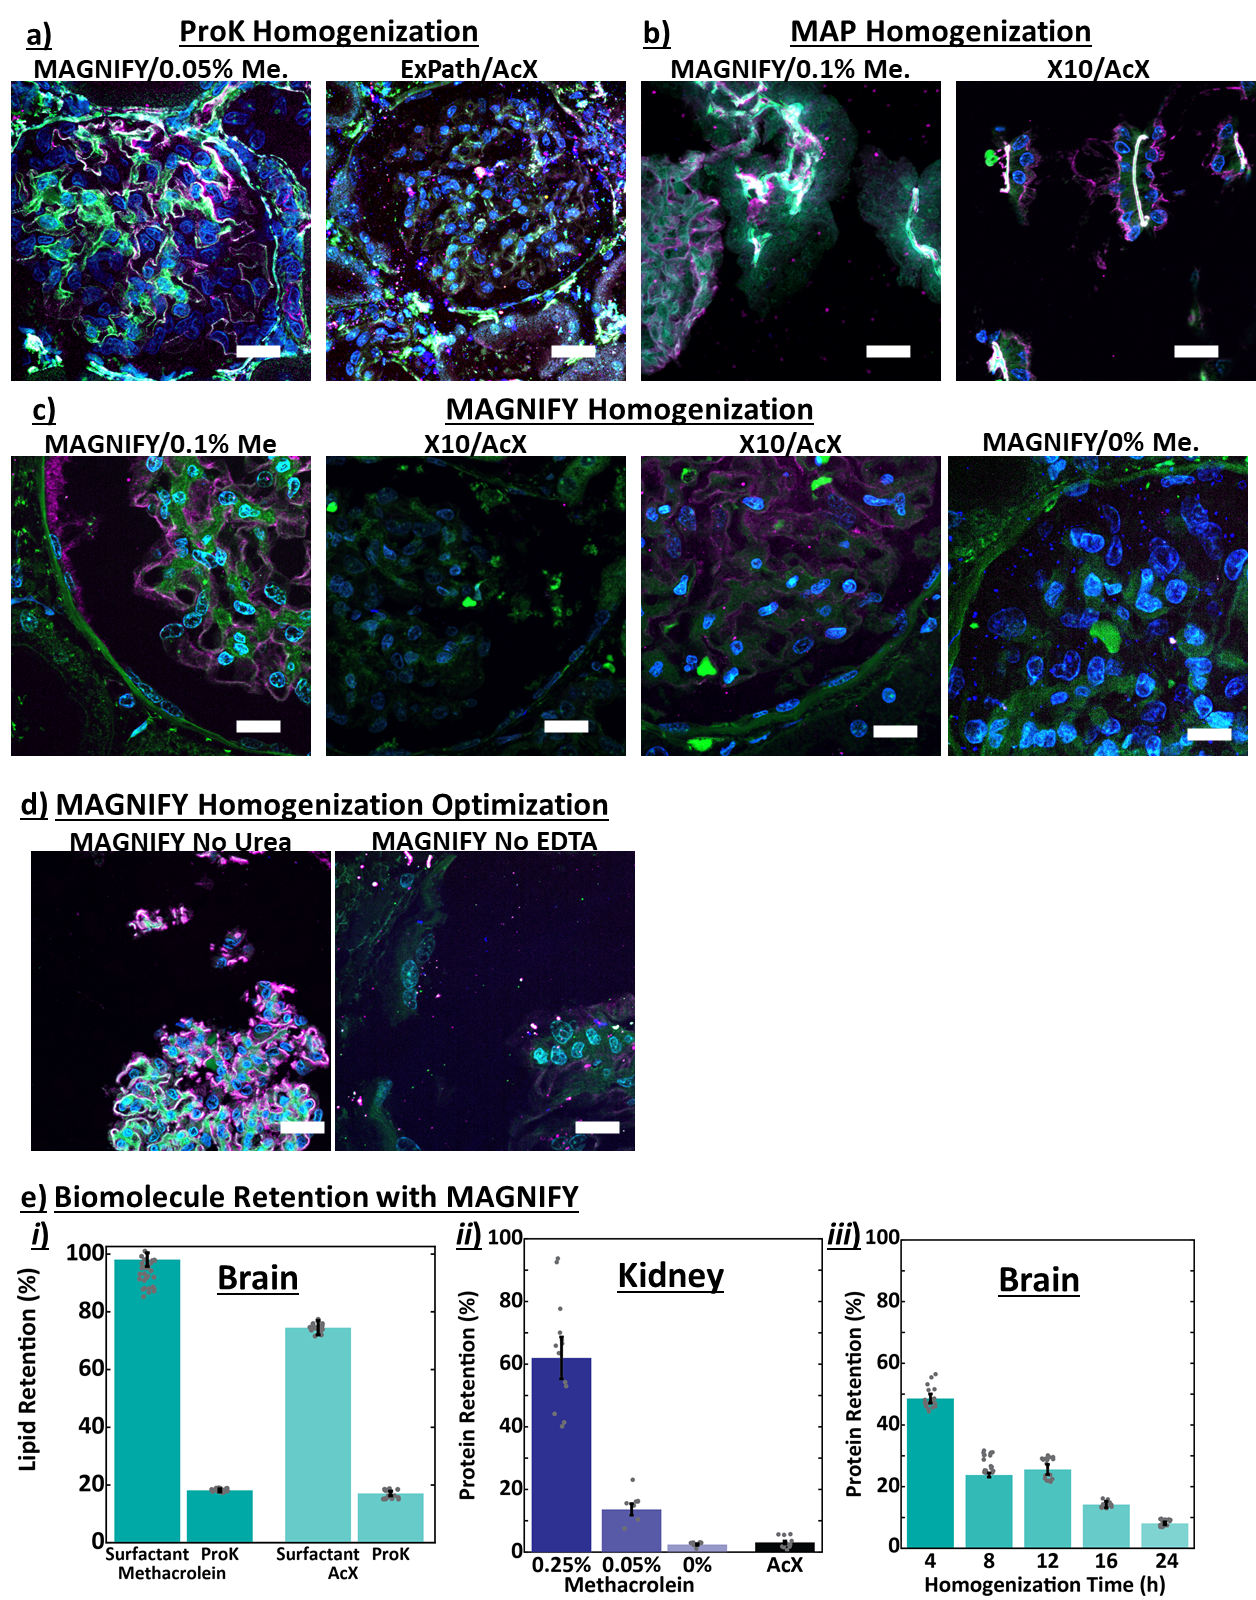 a) ProK Homogenization
MAGNIFY/0.05% Me. ExPath/AcX
b) MAP Homogenization
MAGNIFY/0.1% Me. X10/AcX
c) MAGNIFY Homogenization
MAGNIFY/0.1% Me X10/AcX X10/AcX MAGNIFY/0% Me.
d) MAGNIFY Homogenization Optimization
MAGNIFY No Urea MAGNIFY No EDTA
e) Biomolecule Retention with MAGNIFY
i)
Brain
Lipid Retention (%)
100
80
60
40
20
0
Surfactant ProK Surfactant ProK
Methacrolein AcX
ii)
Kidney
Protein Retention (%)
100
80
60
40
20
0
0.25% 0.05% 0% AcX
Methacrolein
iii)
Brain
Protein Retention (%)
100
80
60
40
20
0
4 8 12 16 24
Homogenization Time (h)